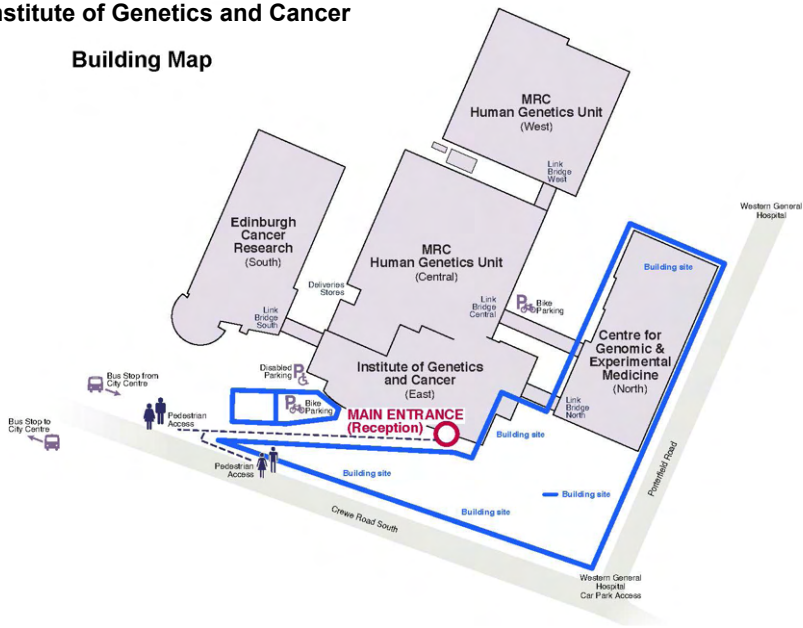 nstitute of Genetics and Cancer
Building Map
MRC
Human Genetics Unit
(West)
Link
Bridge
West
Western General
Hospital
Edinburgh
Cancer
Research
(South)
MRC
Human Genetics Unit
(Central)
Building site
Deliveries
Stores
Link
Bridge
South
Link
Bridge
Central
P
Bike
Parking
Centre for
Genomic &
Experimental
Medicine
(North)
Disabled
Parking
P
Institute of Genetics
and Cancer
(East)
Bus Stop from
City Centre
P
Bike
Parking
MAIN ENTRANCE
(Reception)
Link
Bridge
North
Bus Stop to
City Centre
Pedestrian
Access
Building site
Pedestrian
Access
Building site
Building site
Building site
Porterfield Road
Crewe Road South
Western General
Hospital
Car Park Access